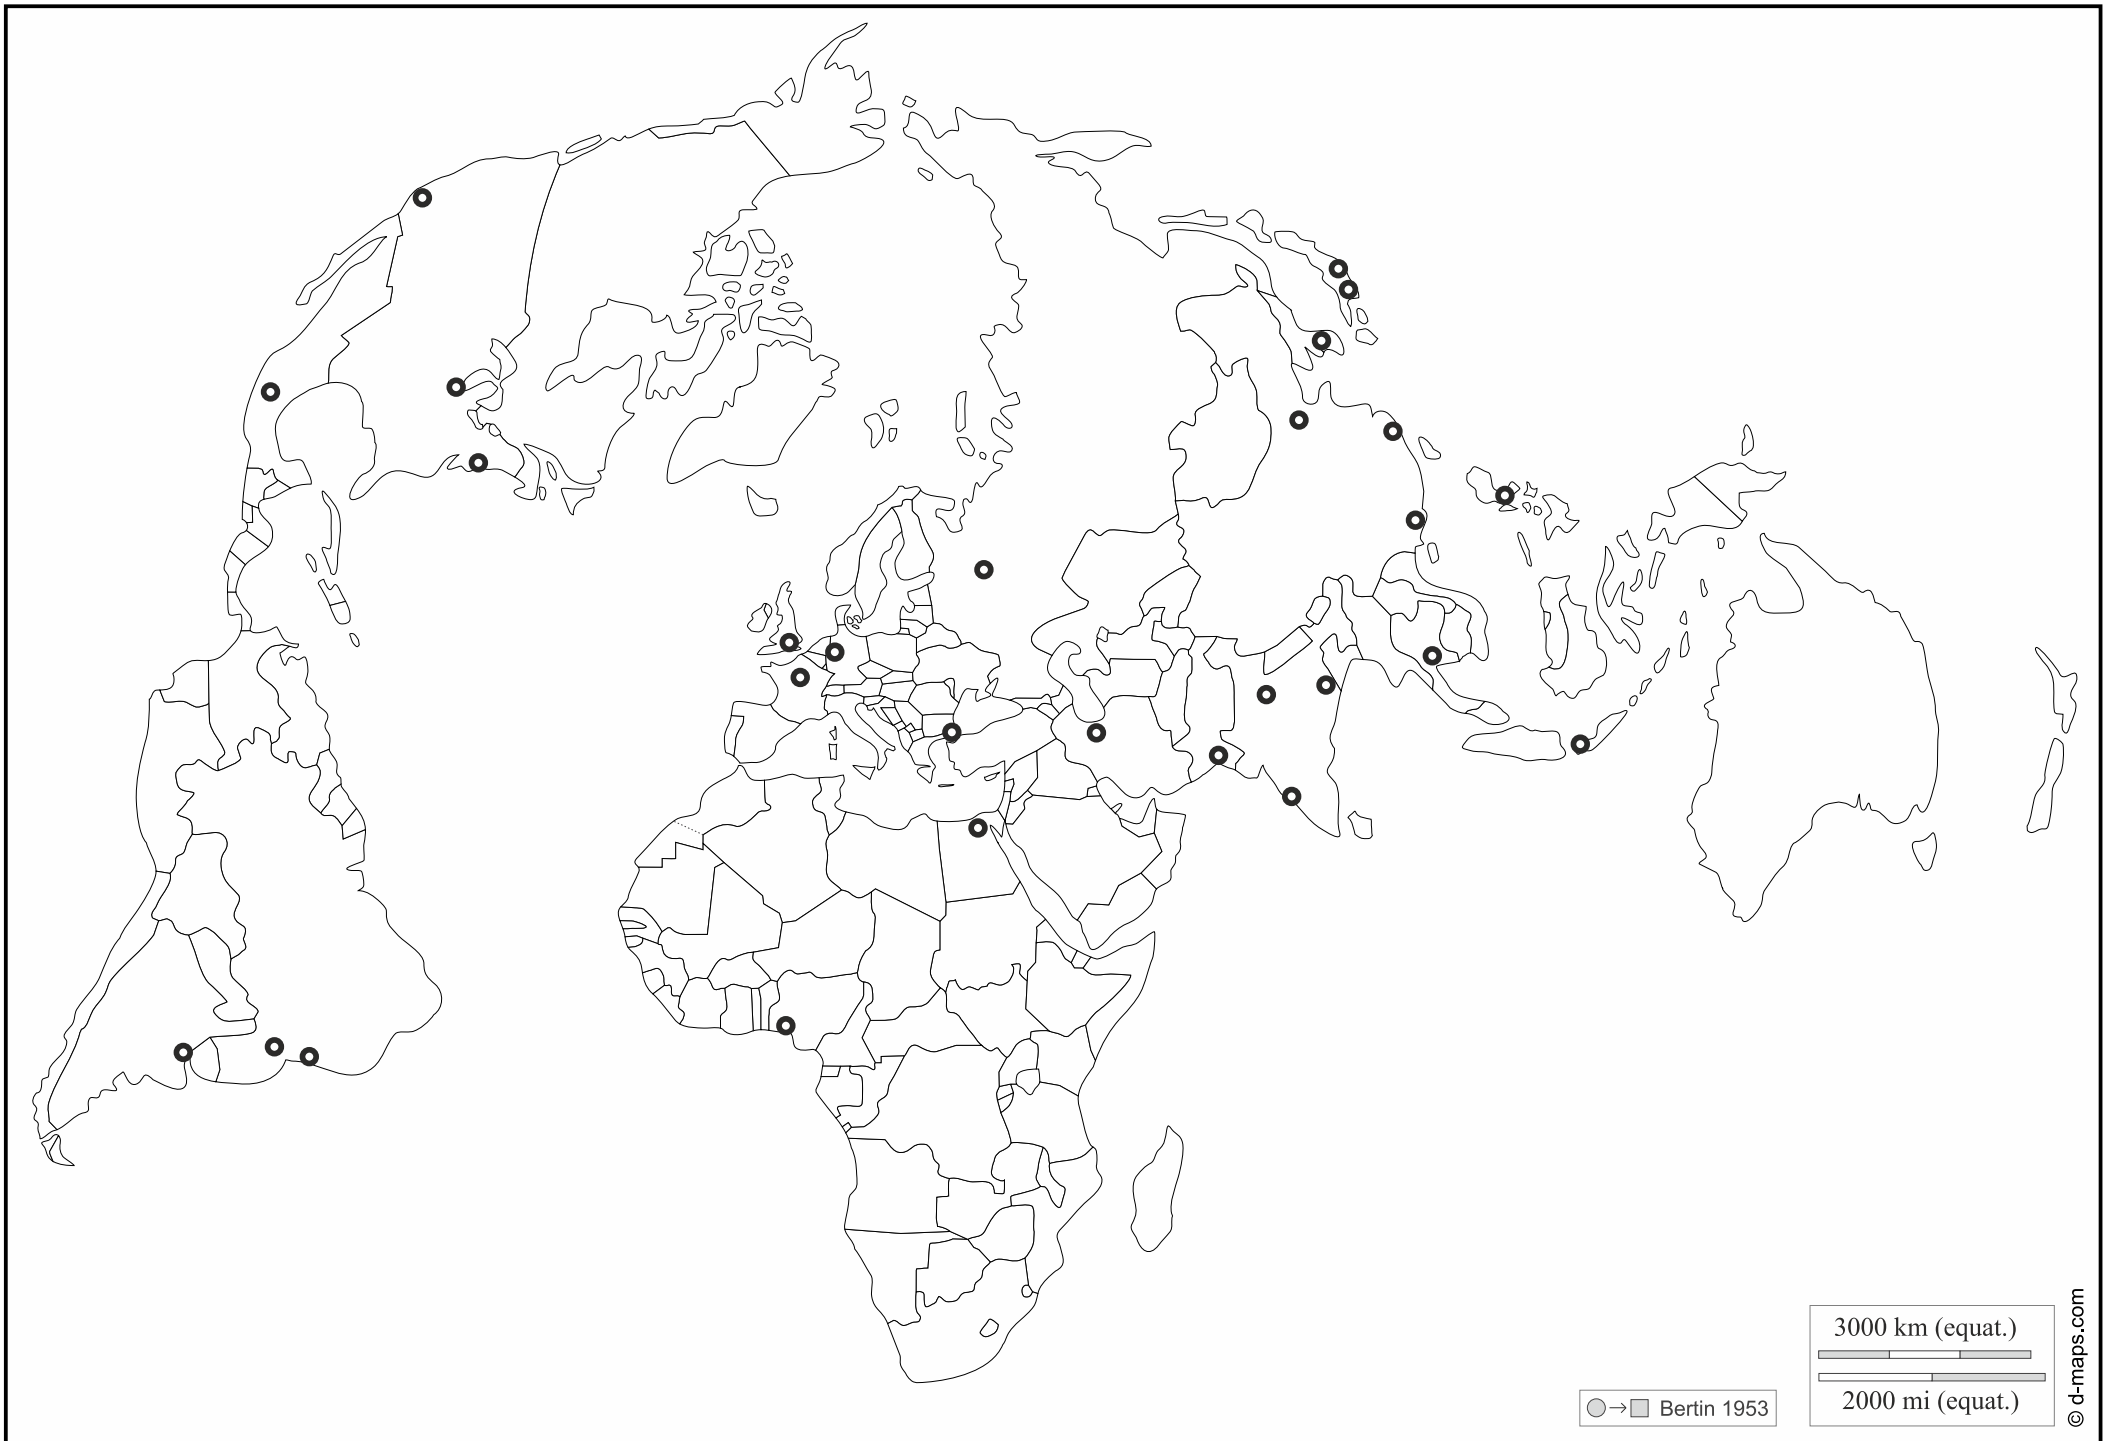 3000 km (equat.)
2000 mi (equat.)
Bertin 1953
© d-maps.com